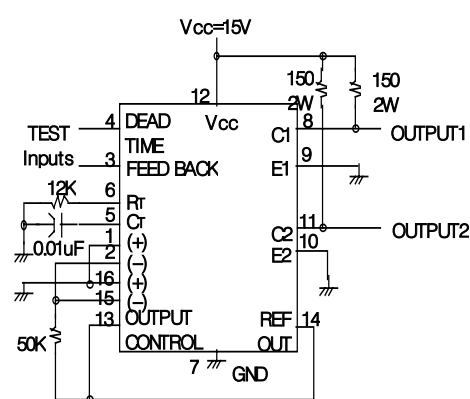 Vcc=15V
150
2W
150
2W
12
Vcc
TEST
Inputs
4
DEAD
TIME
3
FEED BACK
12K
6
RT
5
CT
0.01uF
1
(+)
2
(−)
16
(+)
15
(−)
13
OUTPUT
CONTROL
50K
C1
8
OUTPUT1
E1
9
C2
11
OUTPUT2
E2
10
REF
OUT
14
7
GND